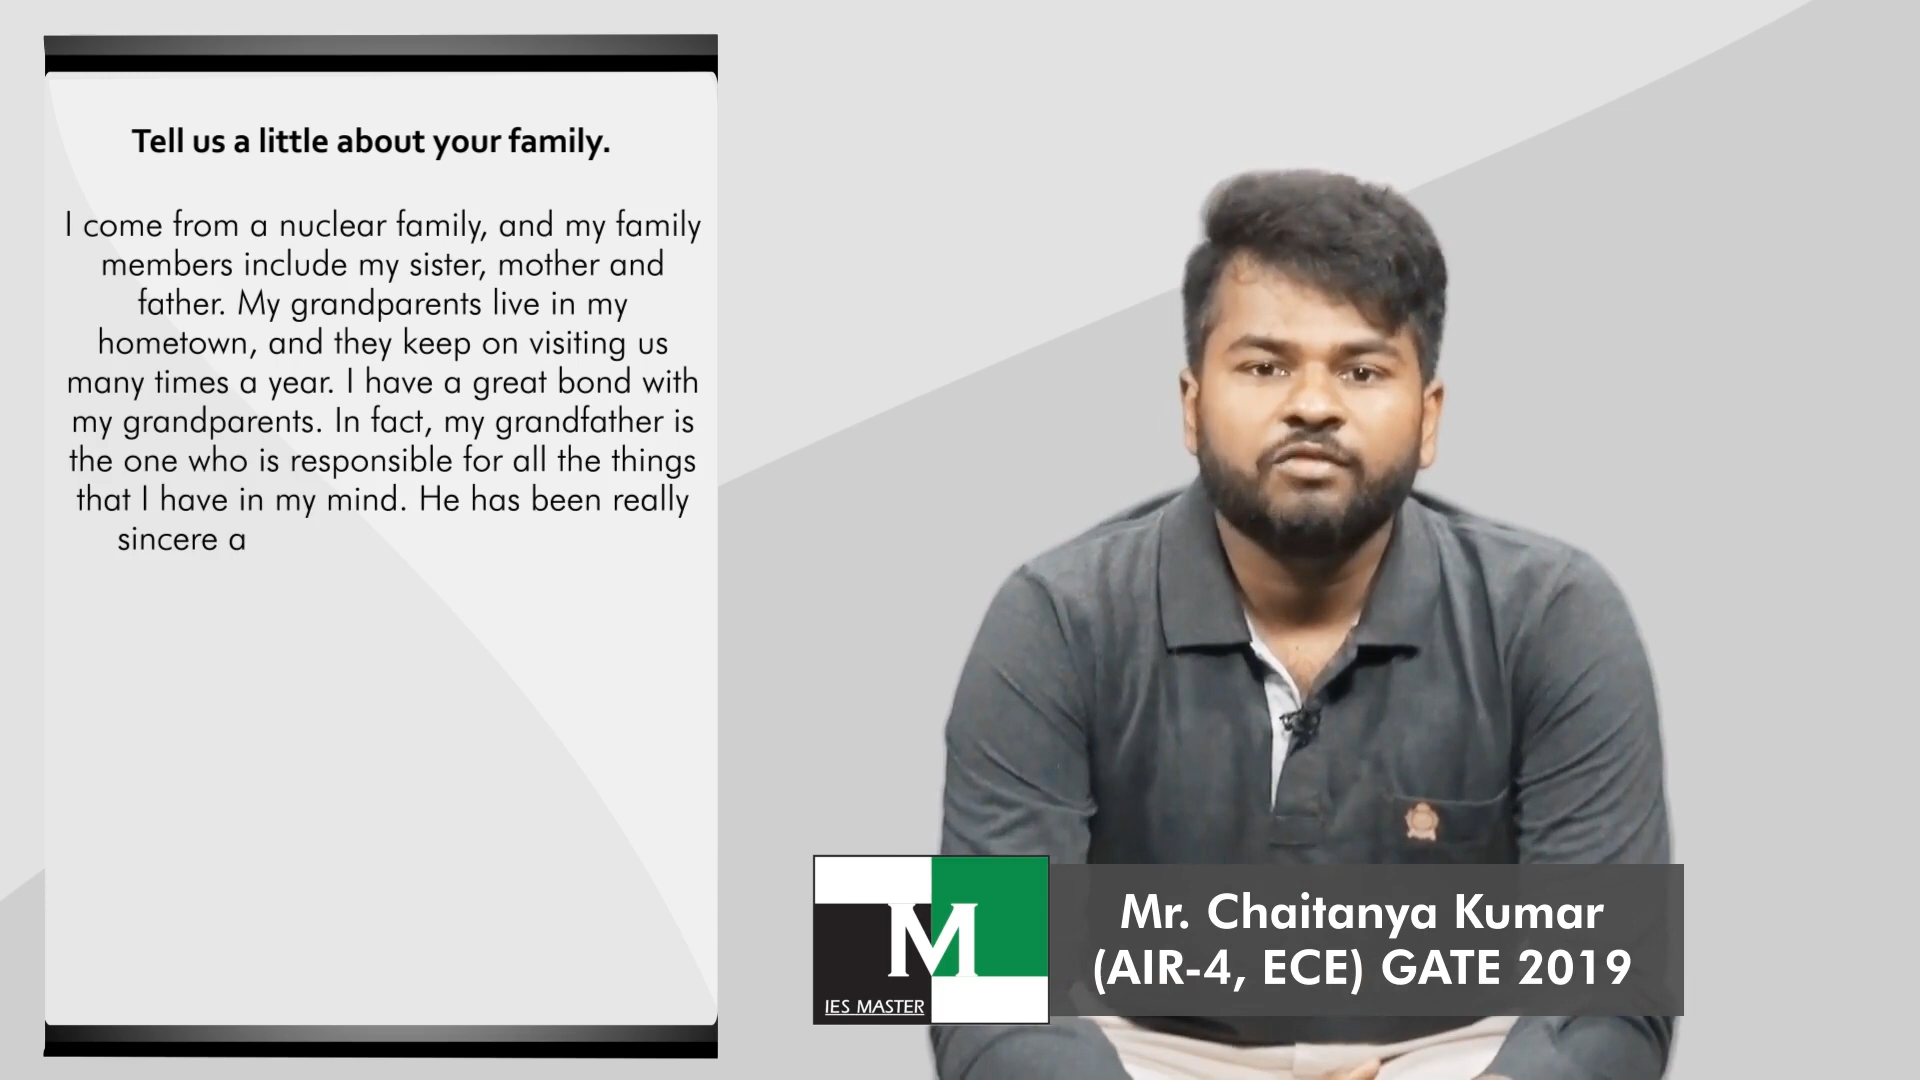 Tell us a little about your family.
I come from a nuclear family, and my family
members include my sister, mother and
father. My grandparents live in my
hometown, and they keep on visiting us
many times a year. I have a great bond with
my grandparents. In fact, my grandfather is
the one who is responsible for all the things
that I have in my mind. He has been really
sincere a
M
IES MASTER
Mr. Chaitanya Kumar
(AIR-4, ECE) GATE 2019